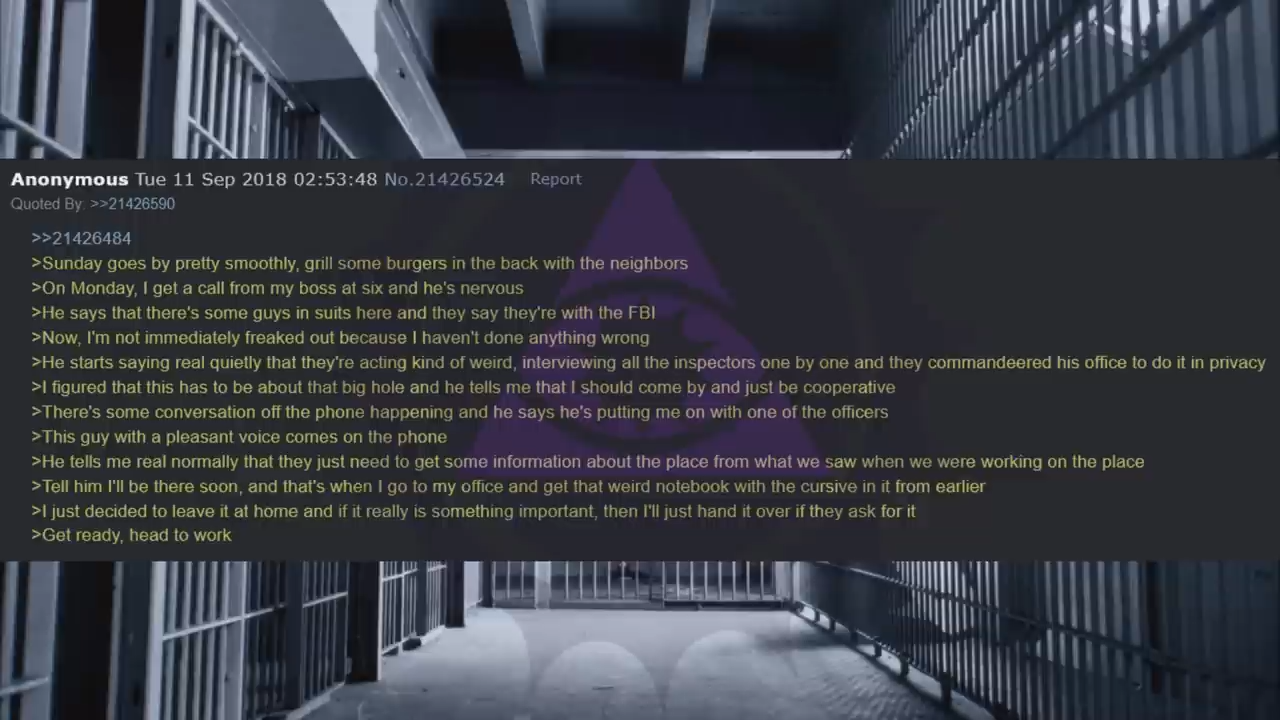 Anonymous Tue 11 Sep 2018 02:53:48 No.21426524 Report
Quoted By: >>21426590
>>21426484
>Sunday goes by pretty smoothly, grill some burgers in the back with the neighbors
>On Monday, I get a call from my boss at six and he's nervous
>He says that there's some guys in suits here and they say they're with the FBI
>Now, I'm not immediately freaked out because I haven't done anything wrong
>He starts saying real quietly that they're acting kind of weird, interviewing all the inspectors one by one and they commandeered his office to do it in privacy
>I figured that this has to be about that big hole and he tells me that I should come by and just be cooperative
>There's some conversation off the phone happening and he says he's putting me on with one of the officers
>This guy with a pleasant voice comes on the phone
>He tells me real normally that they just need to get some information about the place from what we saw when we were working on the place
>Tell him I'll be there soon, and that's when I go to my office and get that weird notebook with the cursive in it from earlier
>I just decided to leave it at home and if it really is something important, then I'll just hand it over if they ask for it
>Get ready, head to work